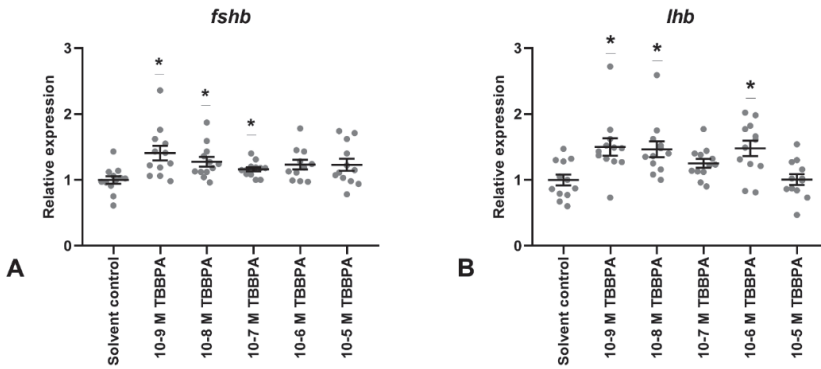 fshb
3
2
1
0
Relative expression
*
*
*
Solvent control
10-9 M TBBPA
10-8 M TBBPA
10-7 M TBBPA
10-6 M TBBPA
10-5 M TBBPA
A
lhb
3
2
1
0
Relative expression
*
*
*
Solvent control
10-9 M TBBPA
10-8 M TBBPA
10-7 M TBBPA
10-6 M TBBPA
10-5 M TBBPA
B